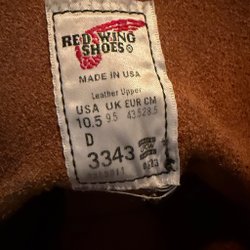 RED WING
SHOES®
MADE IN USA
Leather Upper
USA UK EUR CM
10.5 9.5 43.5 28.5
D
3343